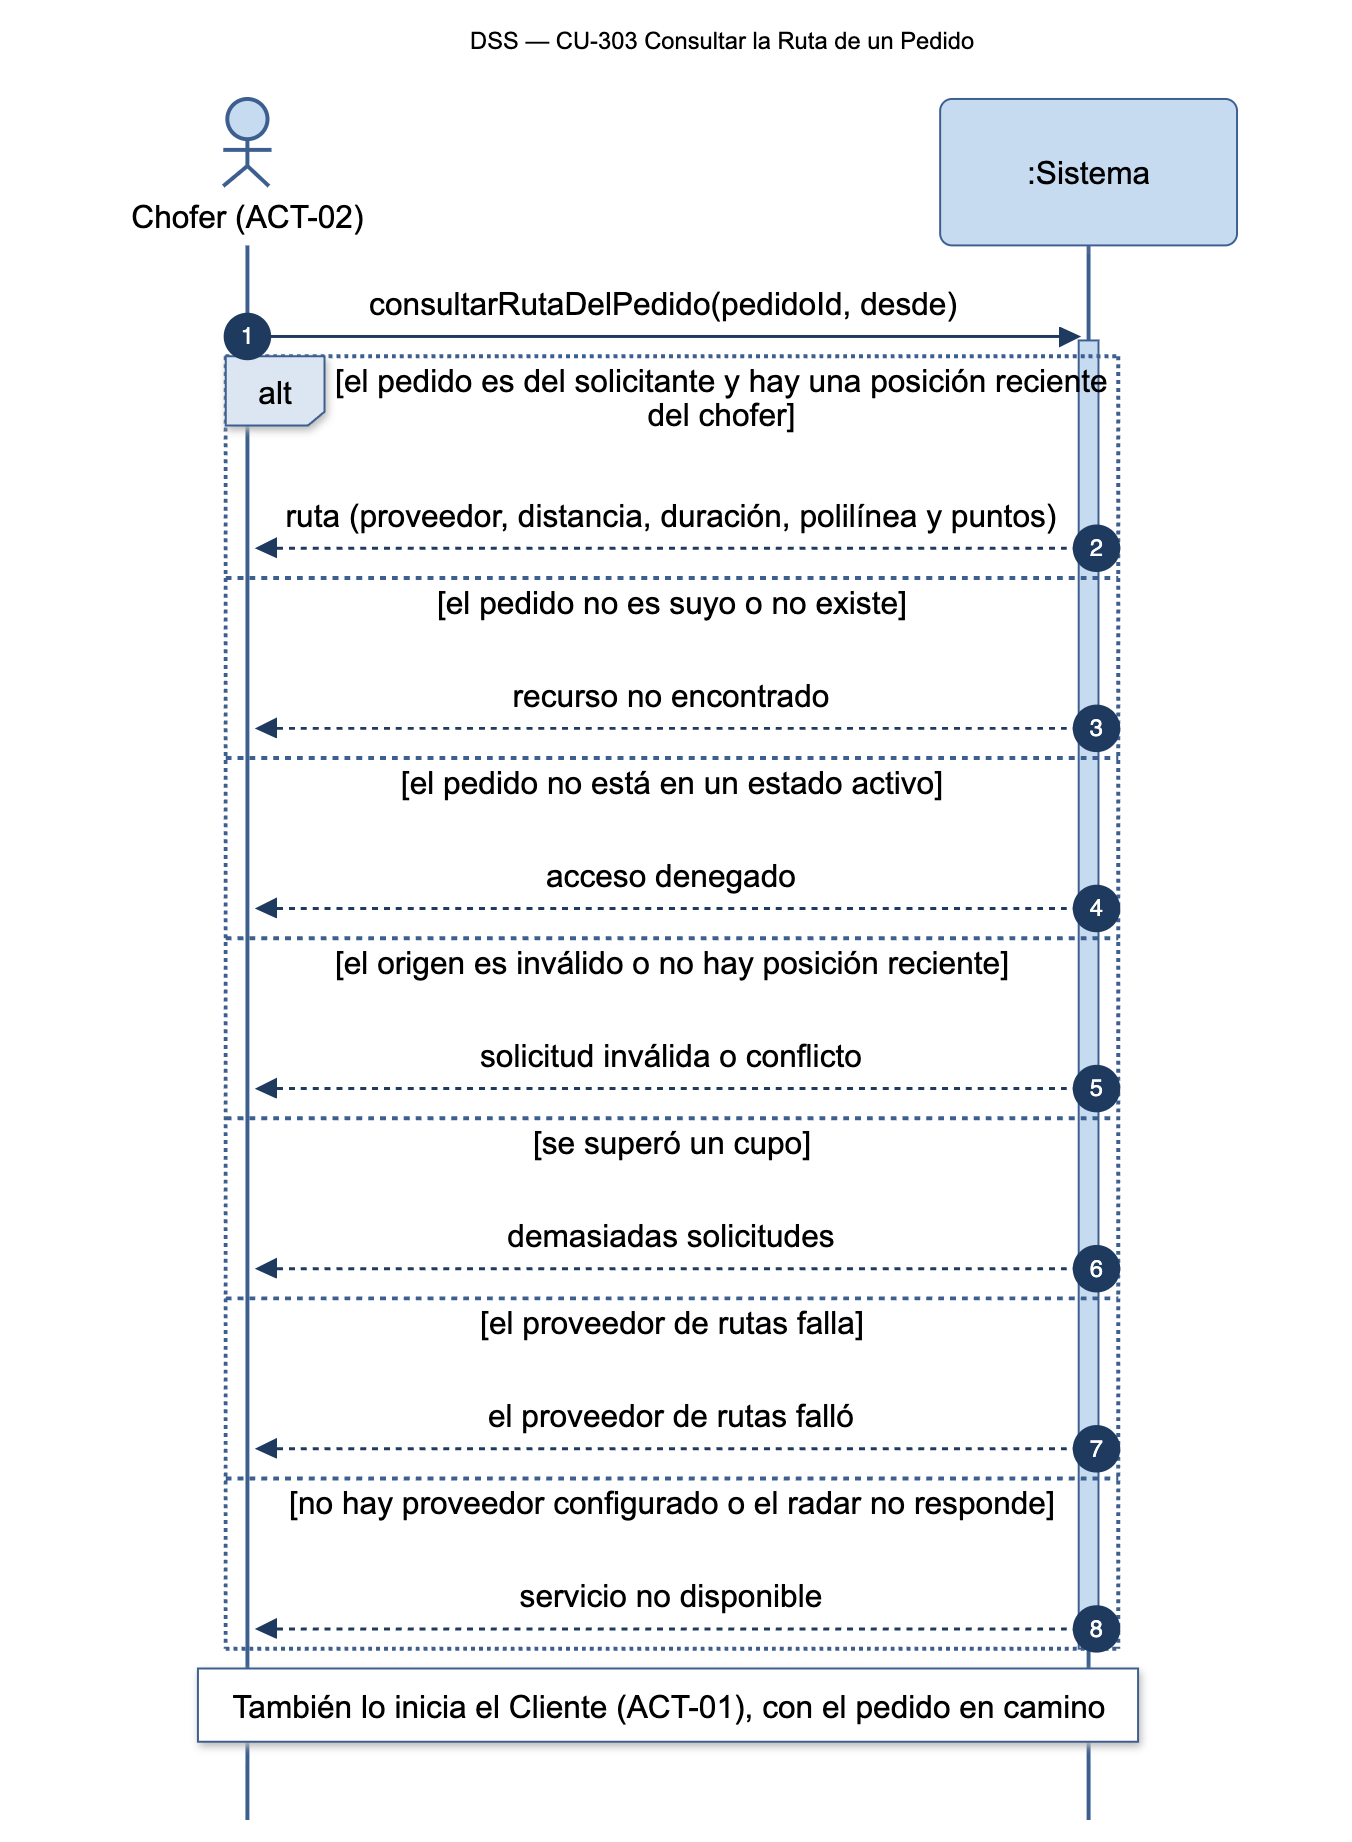 DSS — CU-303 Consultar la Ruta de un Pedido
:Sistema
Chofer (ACT-02)
consultarRutaDelPedido(pedidoId, desde)
1
alt
[el pedido es del solicitante y hay una posición reciente
del chofer]
ruta (proveedor, distancia, duración, polilínea y puntos)
2
[el pedido no es suyo o no existe]
recurso no encontrado
3
[el pedido no está en un estado activo]
acceso denegado
4
[el origen es inválido o no hay posición reciente]
solicitud inválida o conflicto
5
[se superó un cupo]
demasiadas solicitudes
6
[el proveedor de rutas falla]
el proveedor de rutas falló
7
[no hay proveedor configurado o el radar no responde]
servicio no disponible
8
También lo inicia el Cliente (ACT-01), con el pedido en camino